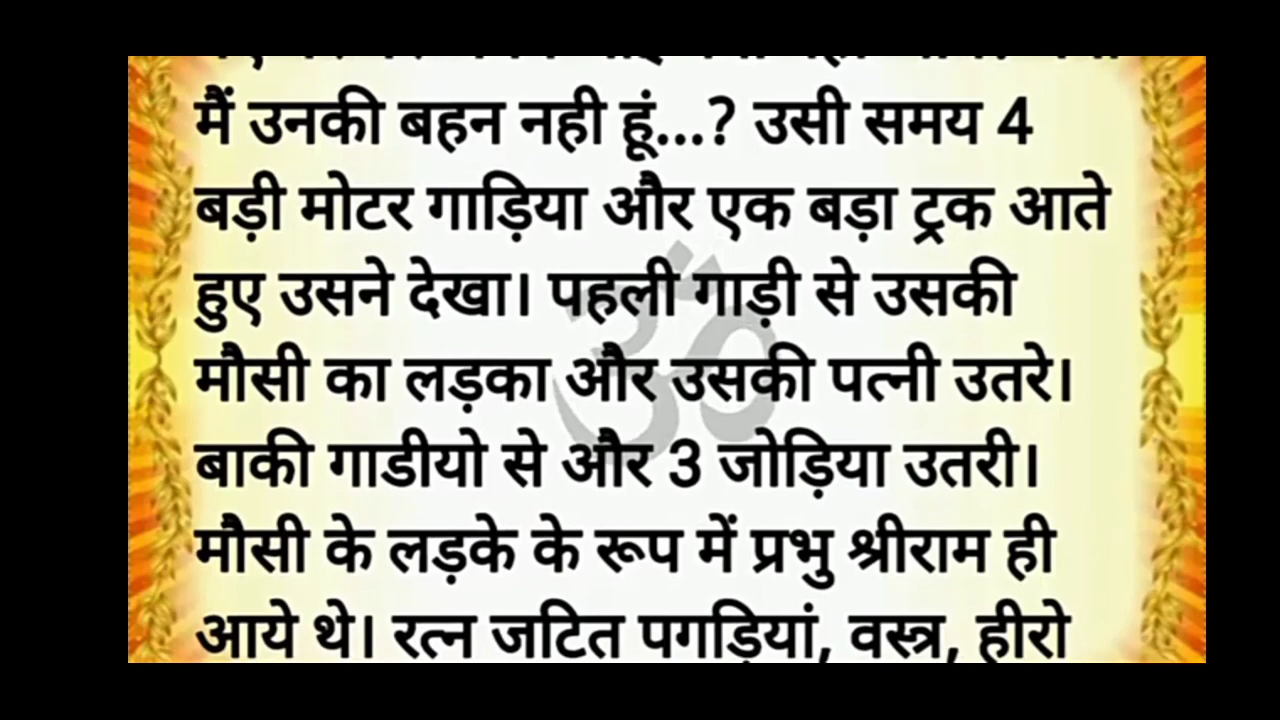 मैं उनकी बहन नही हूं...? उसी समय 4
बड़ी मोटर गाड़िया और एक बड़ा ट्रक आते
हुए उसने देखा। पहली गाड़ी से उसकी
मौसी का लड़का और उसकी पत्नी उतरे।
बाकी गाडीयो से और 3 जोड़िया उतरी।
मौसी के लड़के के रूप में प्रभु श्रीराम ही
आये थे। रत्न जटित पगड़ियां, वस्त्र, हीरो
ॐ